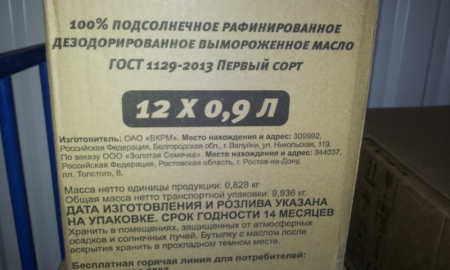 100% ПОДСОЛНЕЧНОЕ РАФИНИРОВАННОЕ
ДЕЗОДОРИРОВАННОЕ ВЫМОРОЖЕННОЕ МАСЛО
ГОСТ 1129-2013 ПЕРВЫЙ СОРТ
12 X 0,9 Л
Изготовитель: ОАО «ВКРМ». Место нахождения и адрес: 309992,
Российская Федерация, Белгородская обл., г. Валуйки, ул. Никольская, 119.
По заказу ООО «Золотая Семечка». Место нахождения и адрес: 344037,
Российская Федерация, Ростовская область, г. Ростов-на-Дону,
пл. Толстого, 8.
Масса нетто единицы продукции: 0,828 кг
Общая масса нетто транспортной упаковки: 9,936 кг.
ДАТА ИЗГОТОВЛЕНИЯ И РОЗЛИВА УКАЗАНА
НА УПАКОВКЕ. СРОК ГОДНОСТИ 14 МЕСЯЦЕВ
Хранить в помещениях, защищенных от атмосферных
осадков и солнечных лучей. Бутылку с маслом после
вскрытия хранить в прохладном темном месте.
Бесплатная горячая линия для потребителей: